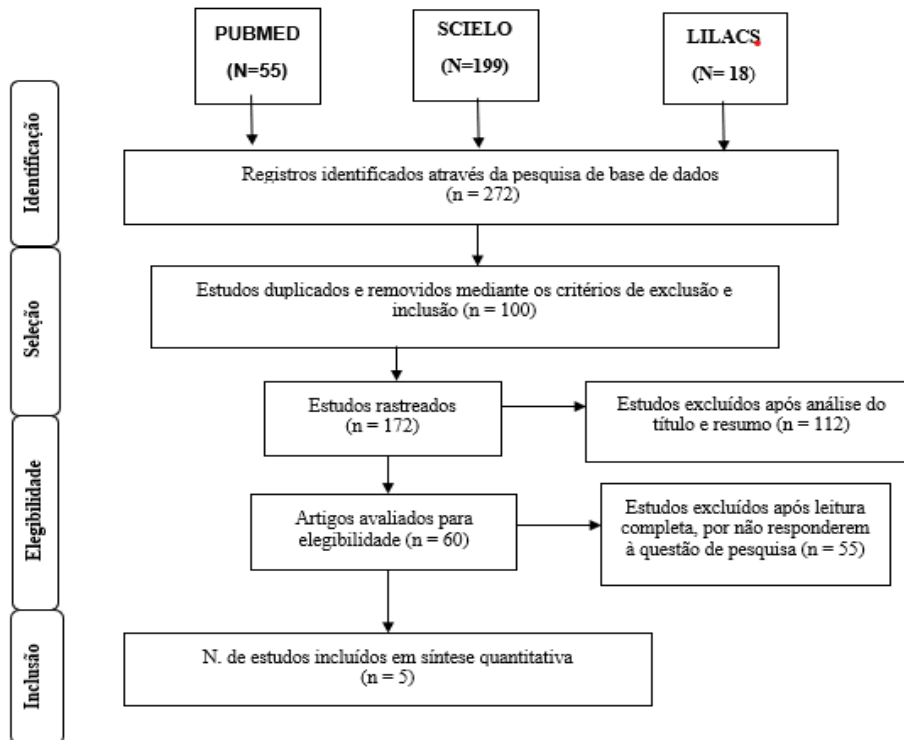 PUBMED
(N=55)
SCIELO
(N=199)
LILACS
(N= 18)
Identificação
Registros identificados através da pesquisa de base de dados
(n = 272)
Seleção
Estudos duplicados e removidos mediante os critérios de exclusão e
inclusão (n = 100)
Estudos rastreados
(n = 172)
Estudos excluídos após análise do
título e resumo (n = 112)
Elegibilidade
Artigos avaliados para
elegibilidade (n = 60)
Estudos excluídos após leitura
completa, por não responderem
à questão de pesquisa (n = 55)
Inclusão
N. de estudos incluídos em síntese quantitativa
(n = 5)